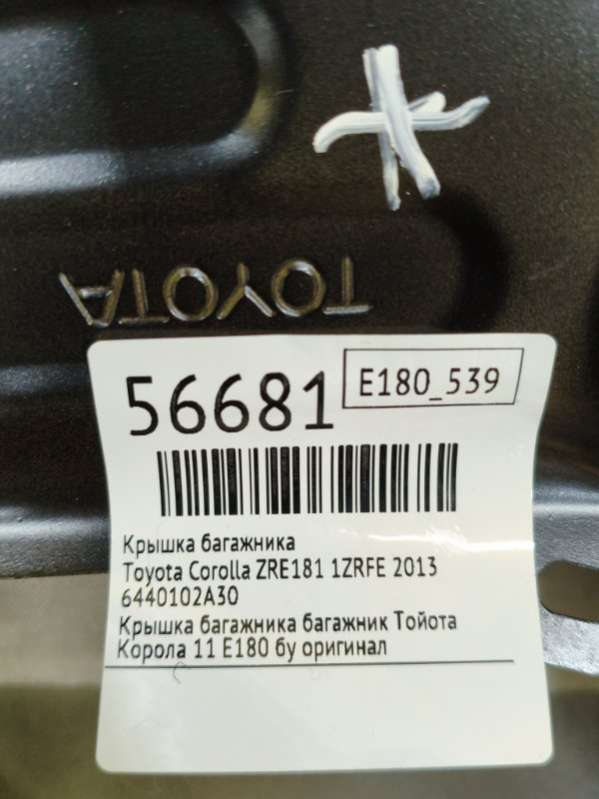 TOYOTA
56681
E180_539
Крышка багажника
Toyota Corolla ZRE181 1ZRFE 2013
6440102A30
Крышка багажника багажник Тойота
Корола 11 E180 бу оригинал